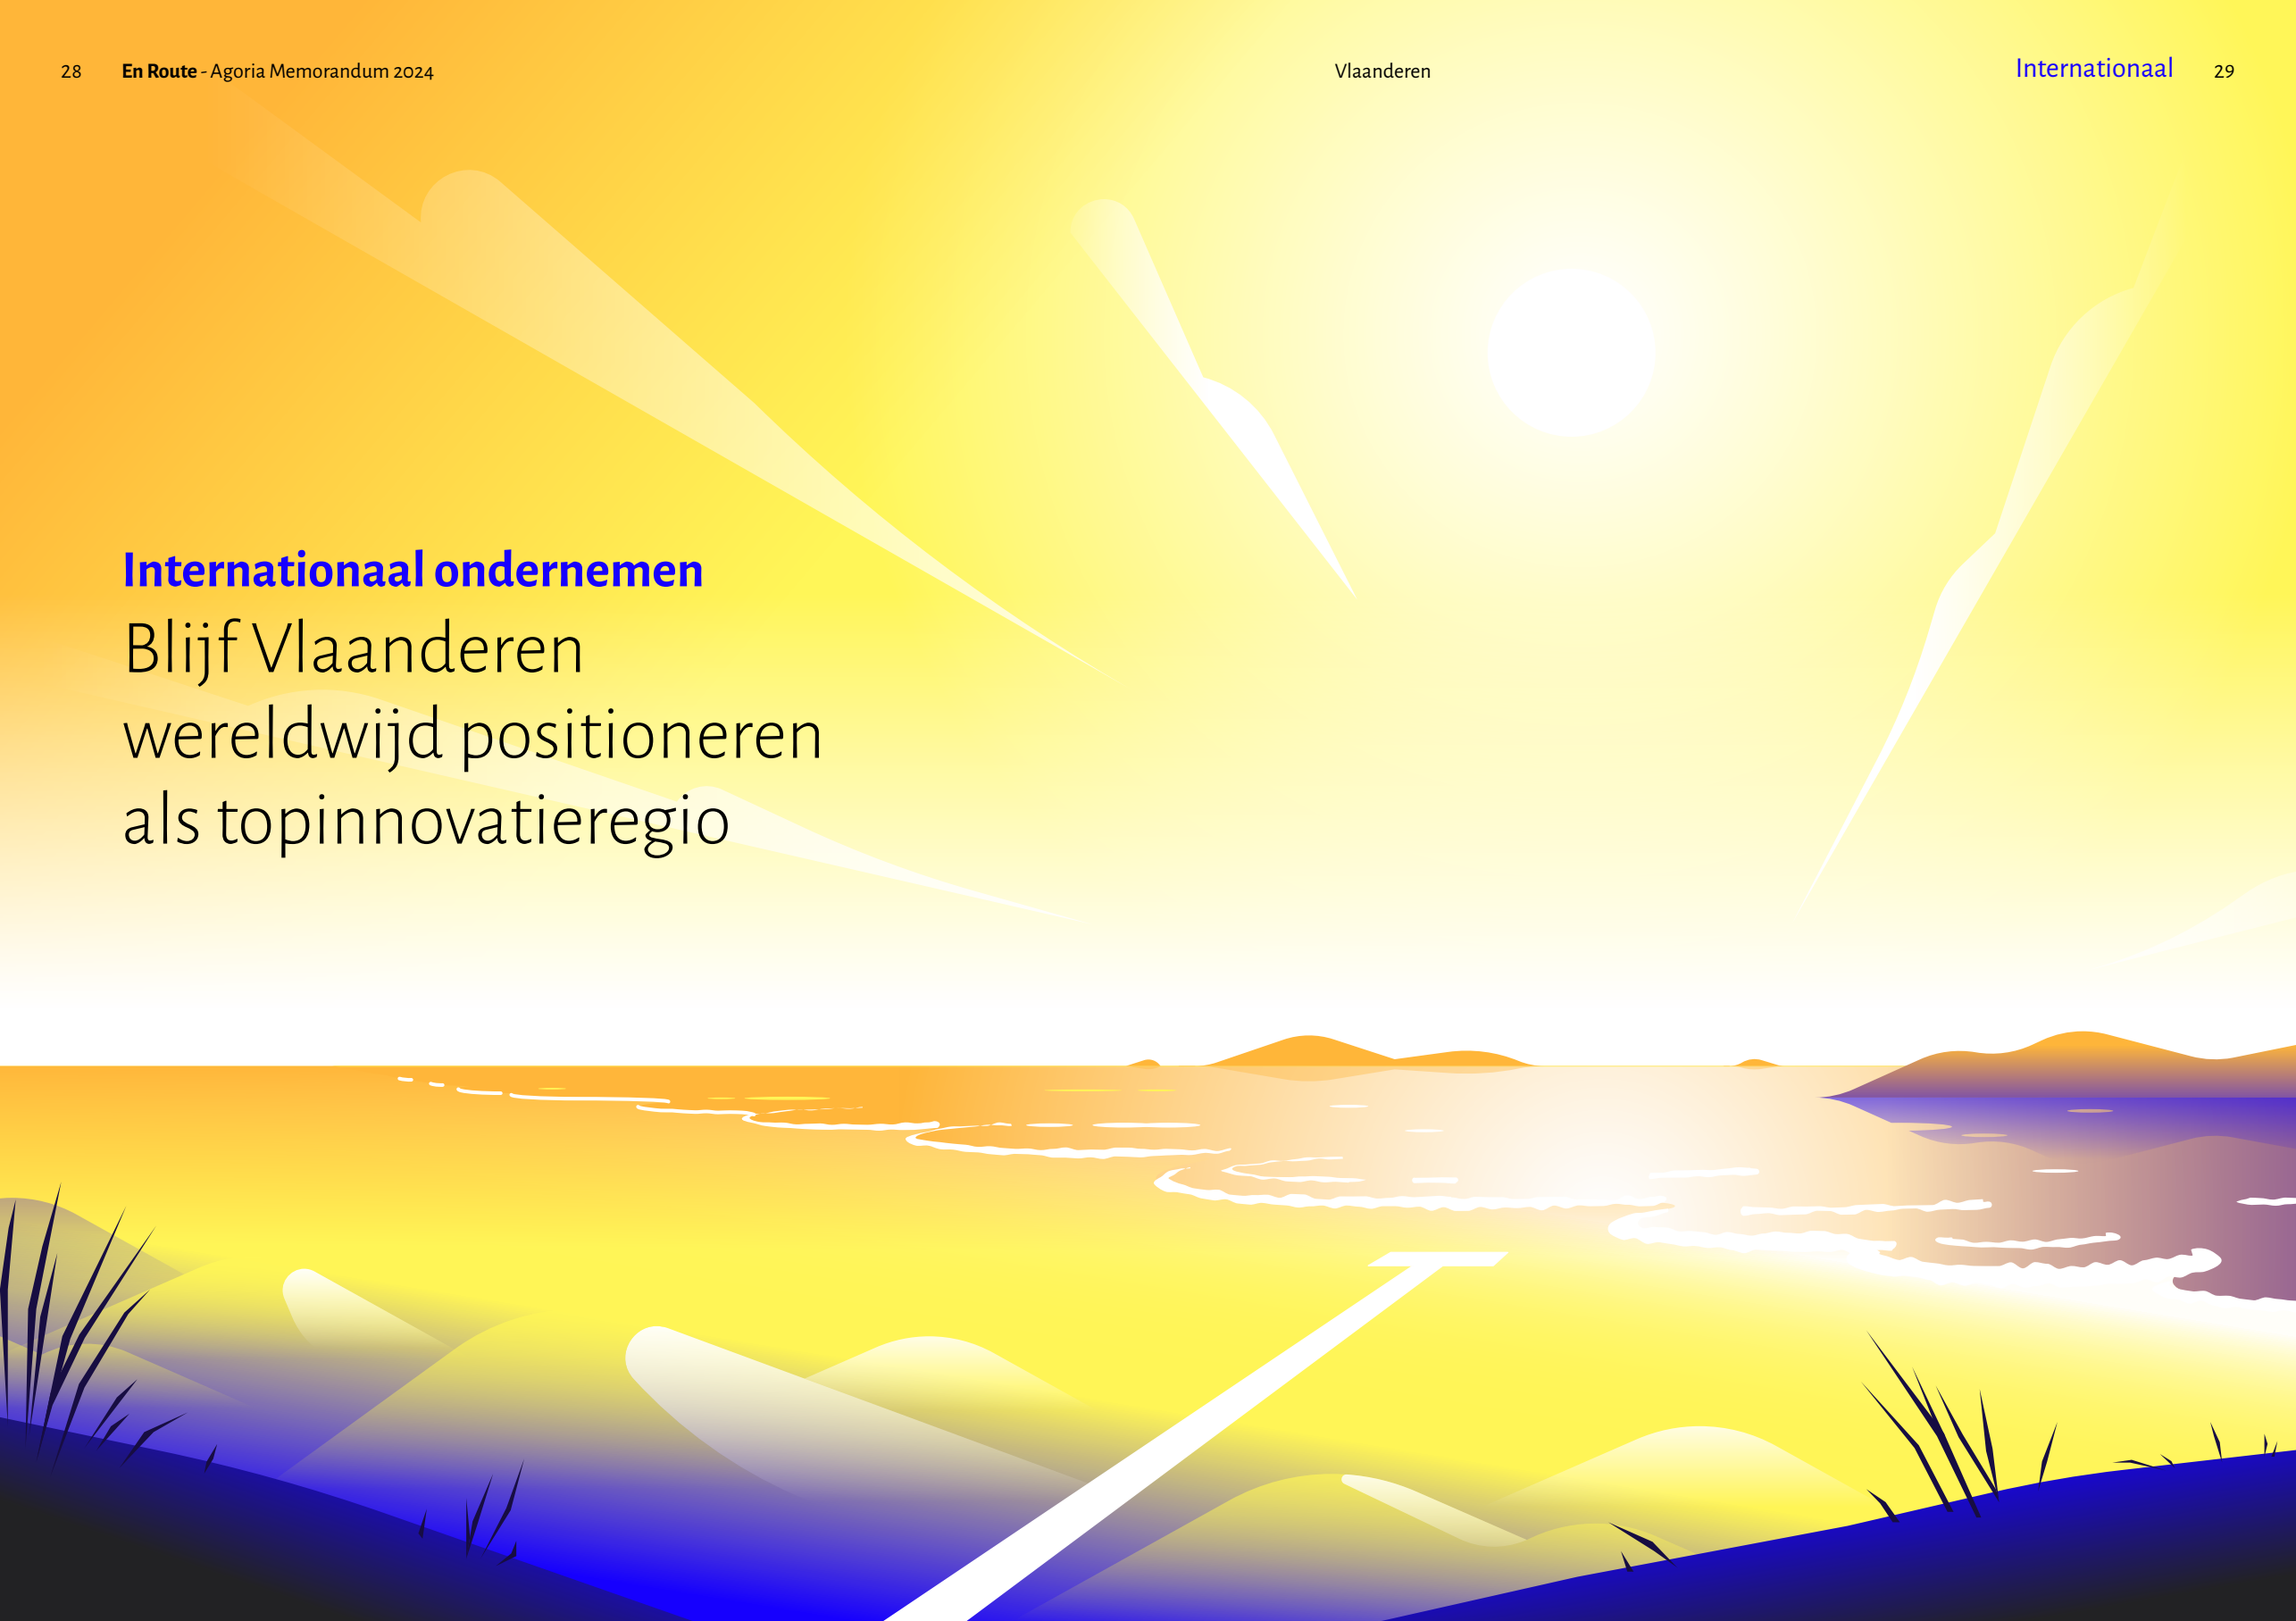 28 En Route - Agoria Memorandum 2024
Vlaanderen
Internationaal 29
Internationaal ondernemen
Blijf Vlaanderen
wereldwijd positioneren
als topinnovatieregio